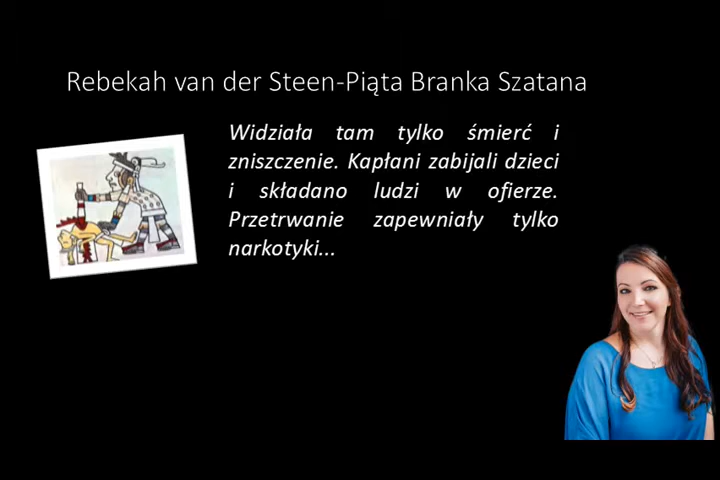 Rebekah van der Steen-Piąta Branka Szatana
Widziała tam tylko śmierć i
zniszczenie. Kapłani zabijali dzieci
i składano ludzi w ofierze.
Przetrwanie zapewniały tylko
narkotyki...